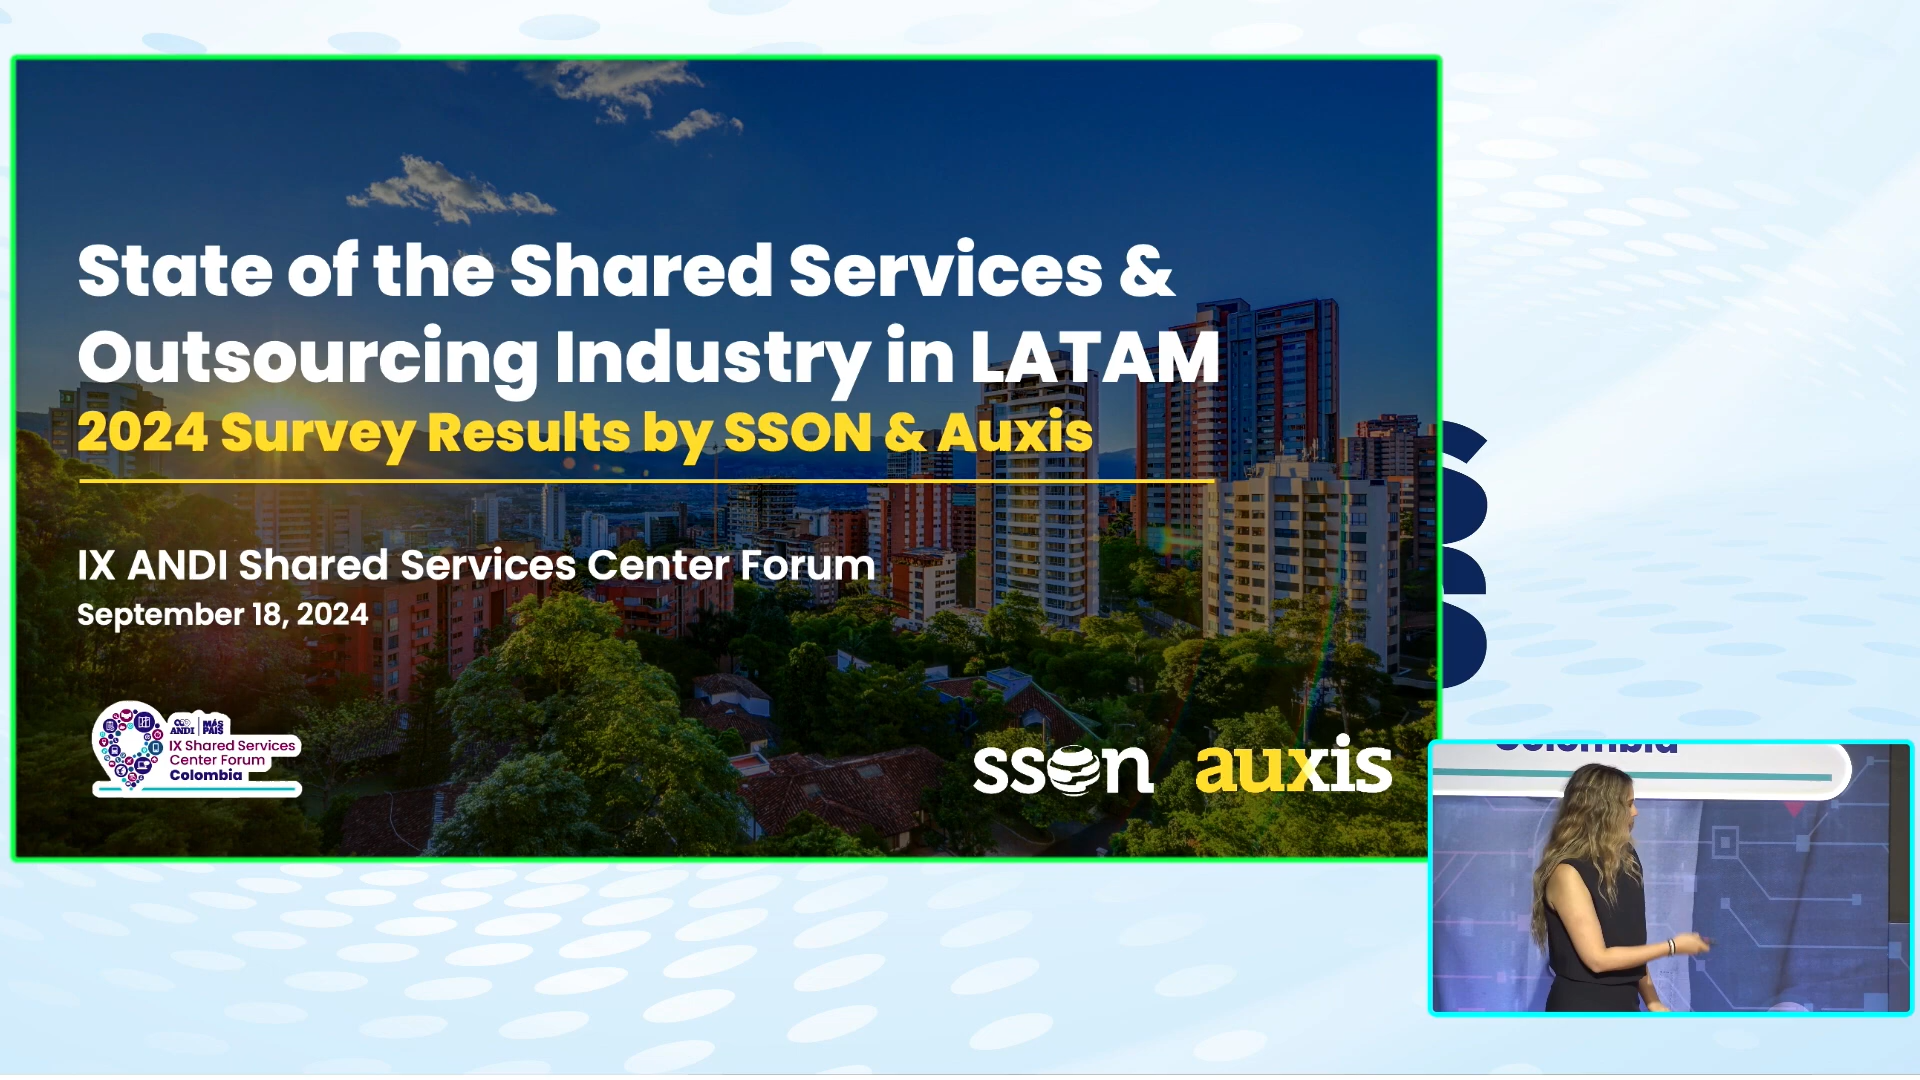 State of the Shared Services &
Outsourcing Industry in LATAM
2024 Survey Results by SSON & Auxis
IX ANDI Shared Services Center Forum
September 18, 2024
ANDI
MÁS
PAÍS
IX Shared Services
Center Forum
Colombia
sson
auxis
Colombia